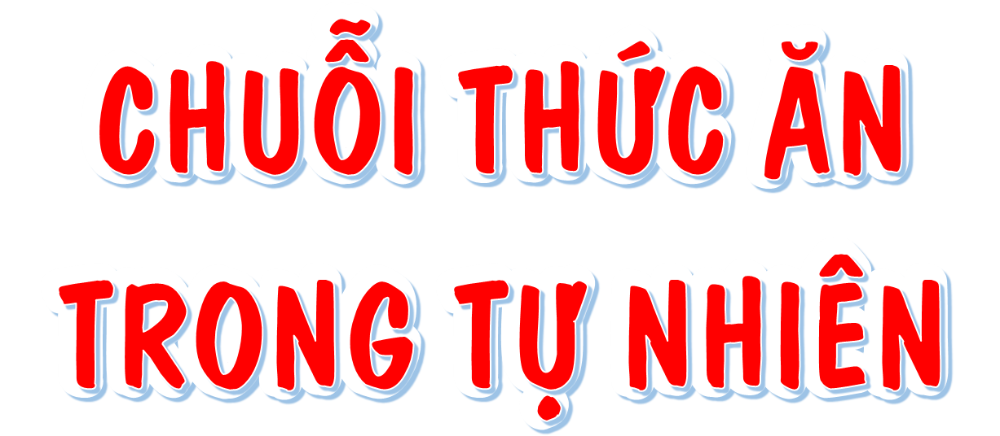 CHUỖI THỨC ĂN
TRONG TỰ NHIÊN